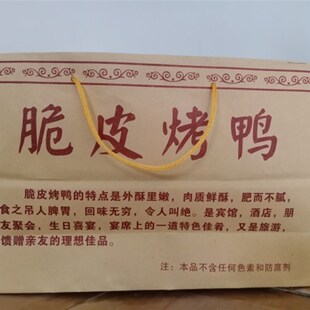 脆皮烤鸭
脆皮烤鸭的特点是外酥里嫩，肉质鲜酥，肥而不腻，
食之吊人脾胃，回味无穷，令人叫绝。是宾馆，酒店，朋
友聚会，生日喜宴，宴席上的一道特色佳肴，又是旅游，
馈赠亲友的理想佳品。
注：本品不含任何色素和防腐剂